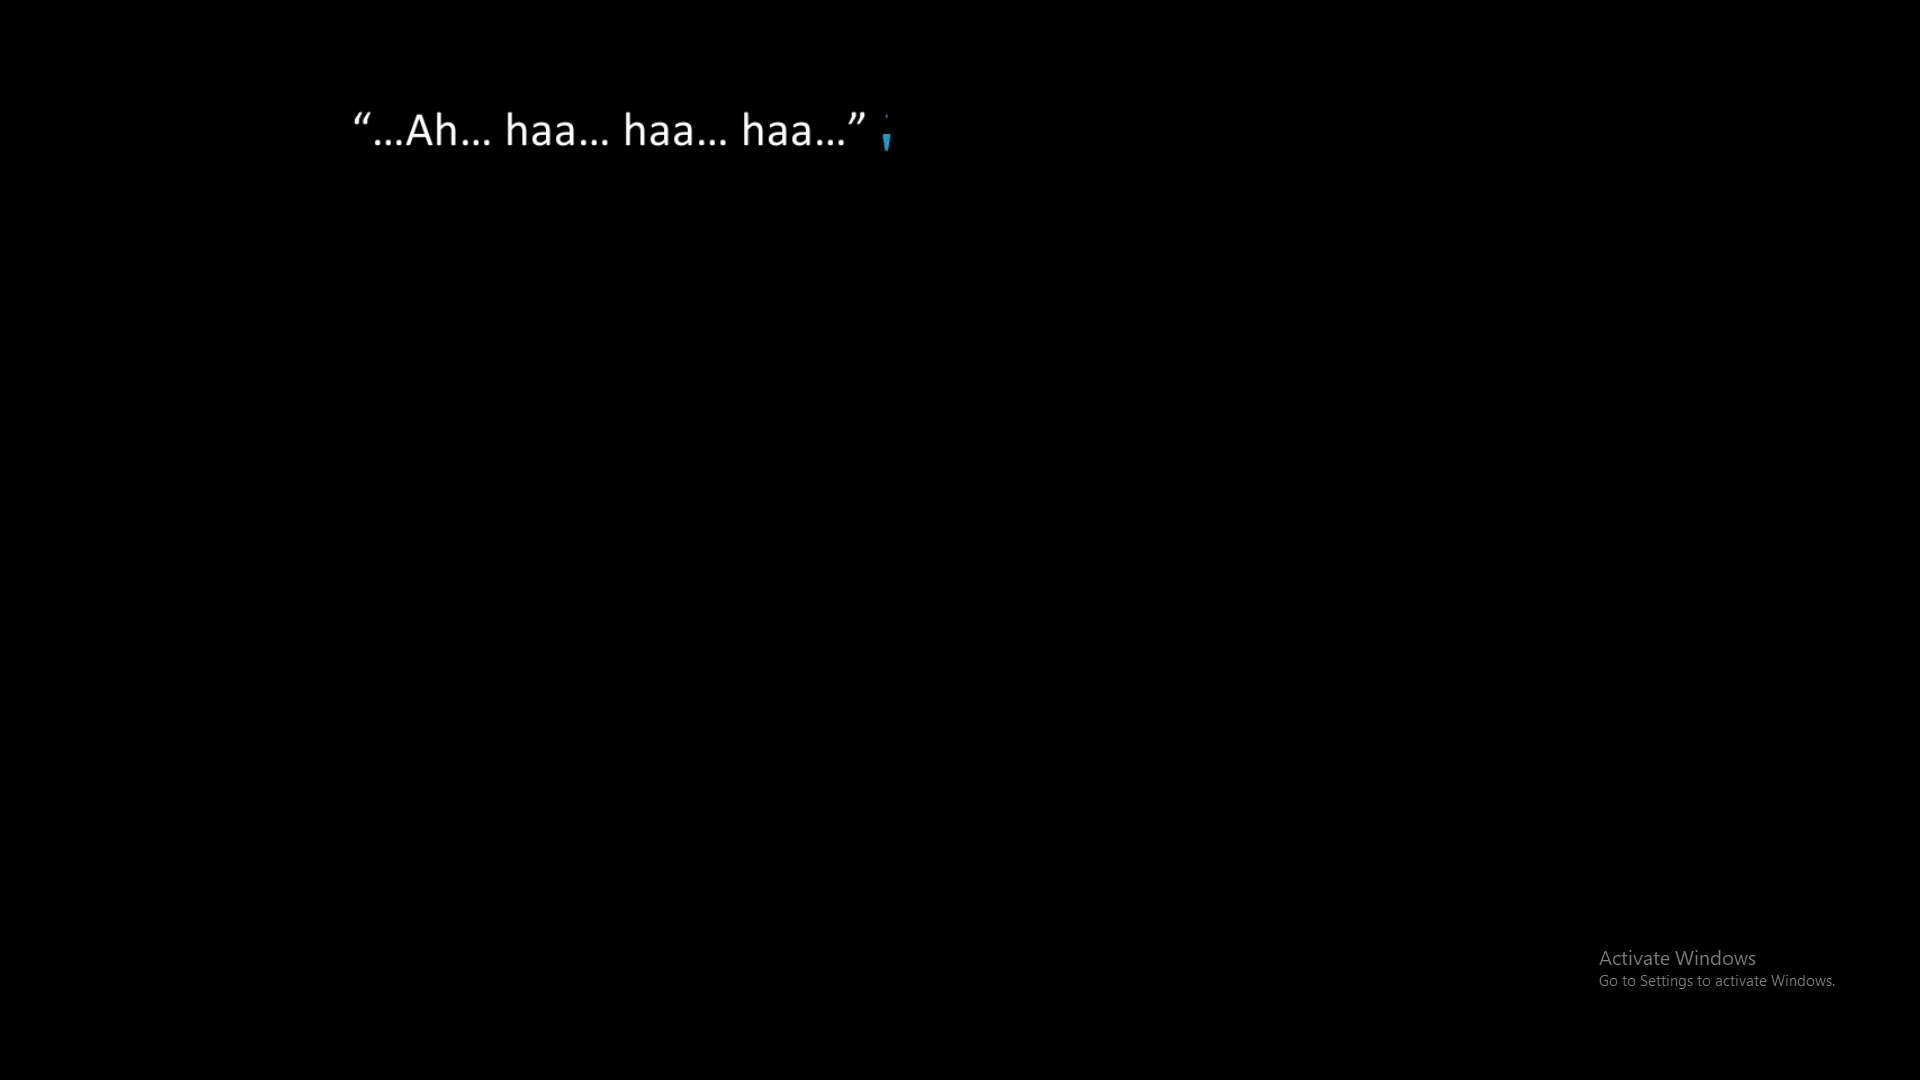 “...Ah... haa... haa... haa...”
Activate Windows
Go to Settings to activate Windows.